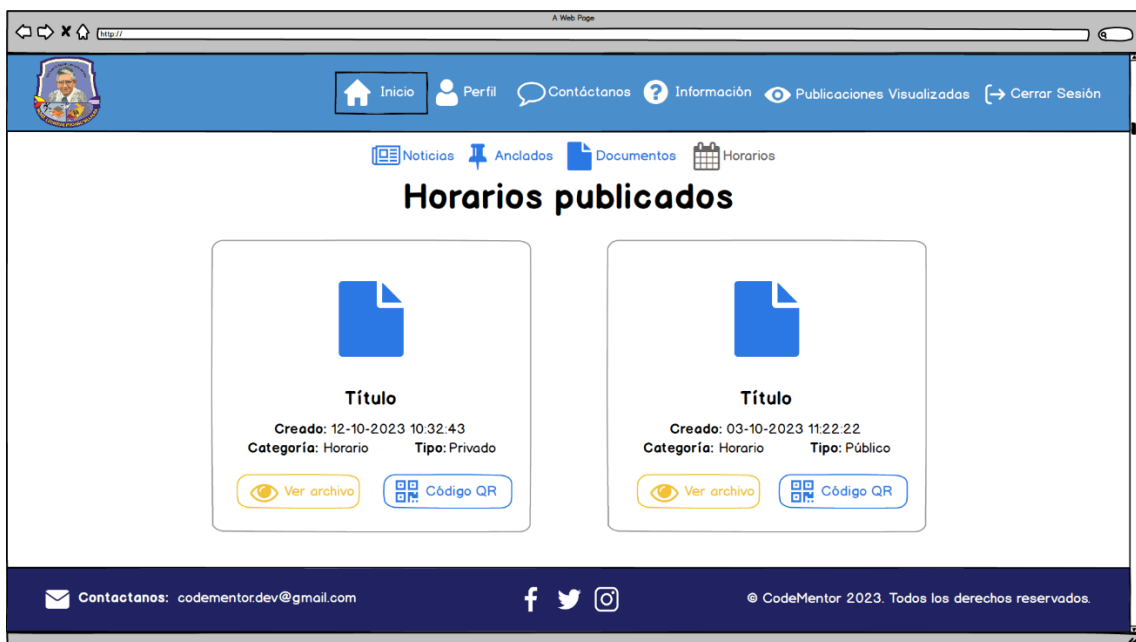 A Web Page
http://
Inicio Perfil Contáctanos Información Publicaciones Visualizadas Cerrar Sesión
Noticias Anclados Documentos Horarios
Horarios publicados
Título
Creado: 12-10-2023 10:32:43
Categoría: Horario Tipo: Privado
Ver archivo Código QR
Título
Creado: 03-10-2023 11:22:22
Categoría: Horario Tipo: Público
Ver archivo Código QR
Contactanos: codementor.dev@gmail.com
© CodeMentor 2023. Todos los derechos reservados.